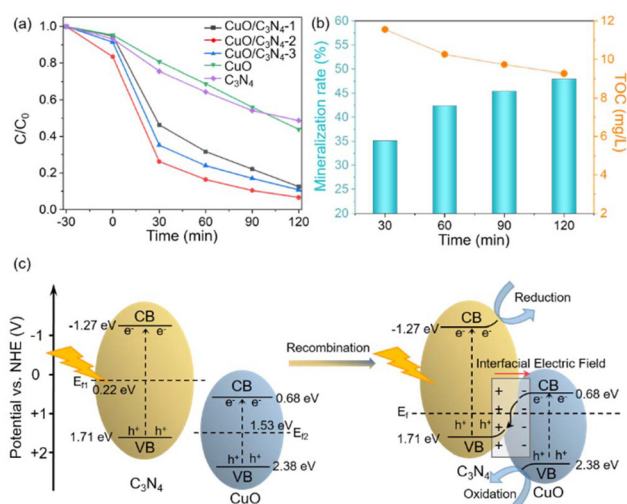 (a)
CuO/C3N4-1
CuO/C3N4-2
CuO/C3N4-3
CuO
C3N4
C/C0
1.0
0.8
0.6
0.4
0.2
0.0
-30 0 30 60 90 120
Time (min)
(b)
Mineralization rate (%)
65
60
55
50
45
40
35
30
25
20
TOC (mg/L)
12
10
8
6
4
2
30 60 90 120
Time (min)
(c)
Potential vs. NHE (V)
-1
0
+1
+2
CB
-1.27 eV
e- e-
Ef1
0.22 eV
1.71 eV
h+ h+
VB
C3N4
CB
0.68 eV
e- e-
1.53 eV
Ef2
h+ h+
2.38 eV
VB
CuO
Recombination
Reduction
CB
-1.27 eV
e- e-
Interfacial Electric Field
+ -
+ -
+ -
+ -
Ef
1.71 eV
h+ h+
VB
C3N4
CB
0.68 eV
e- e-
h+ h+
2.38 eV
VB
CuO
Oxidation